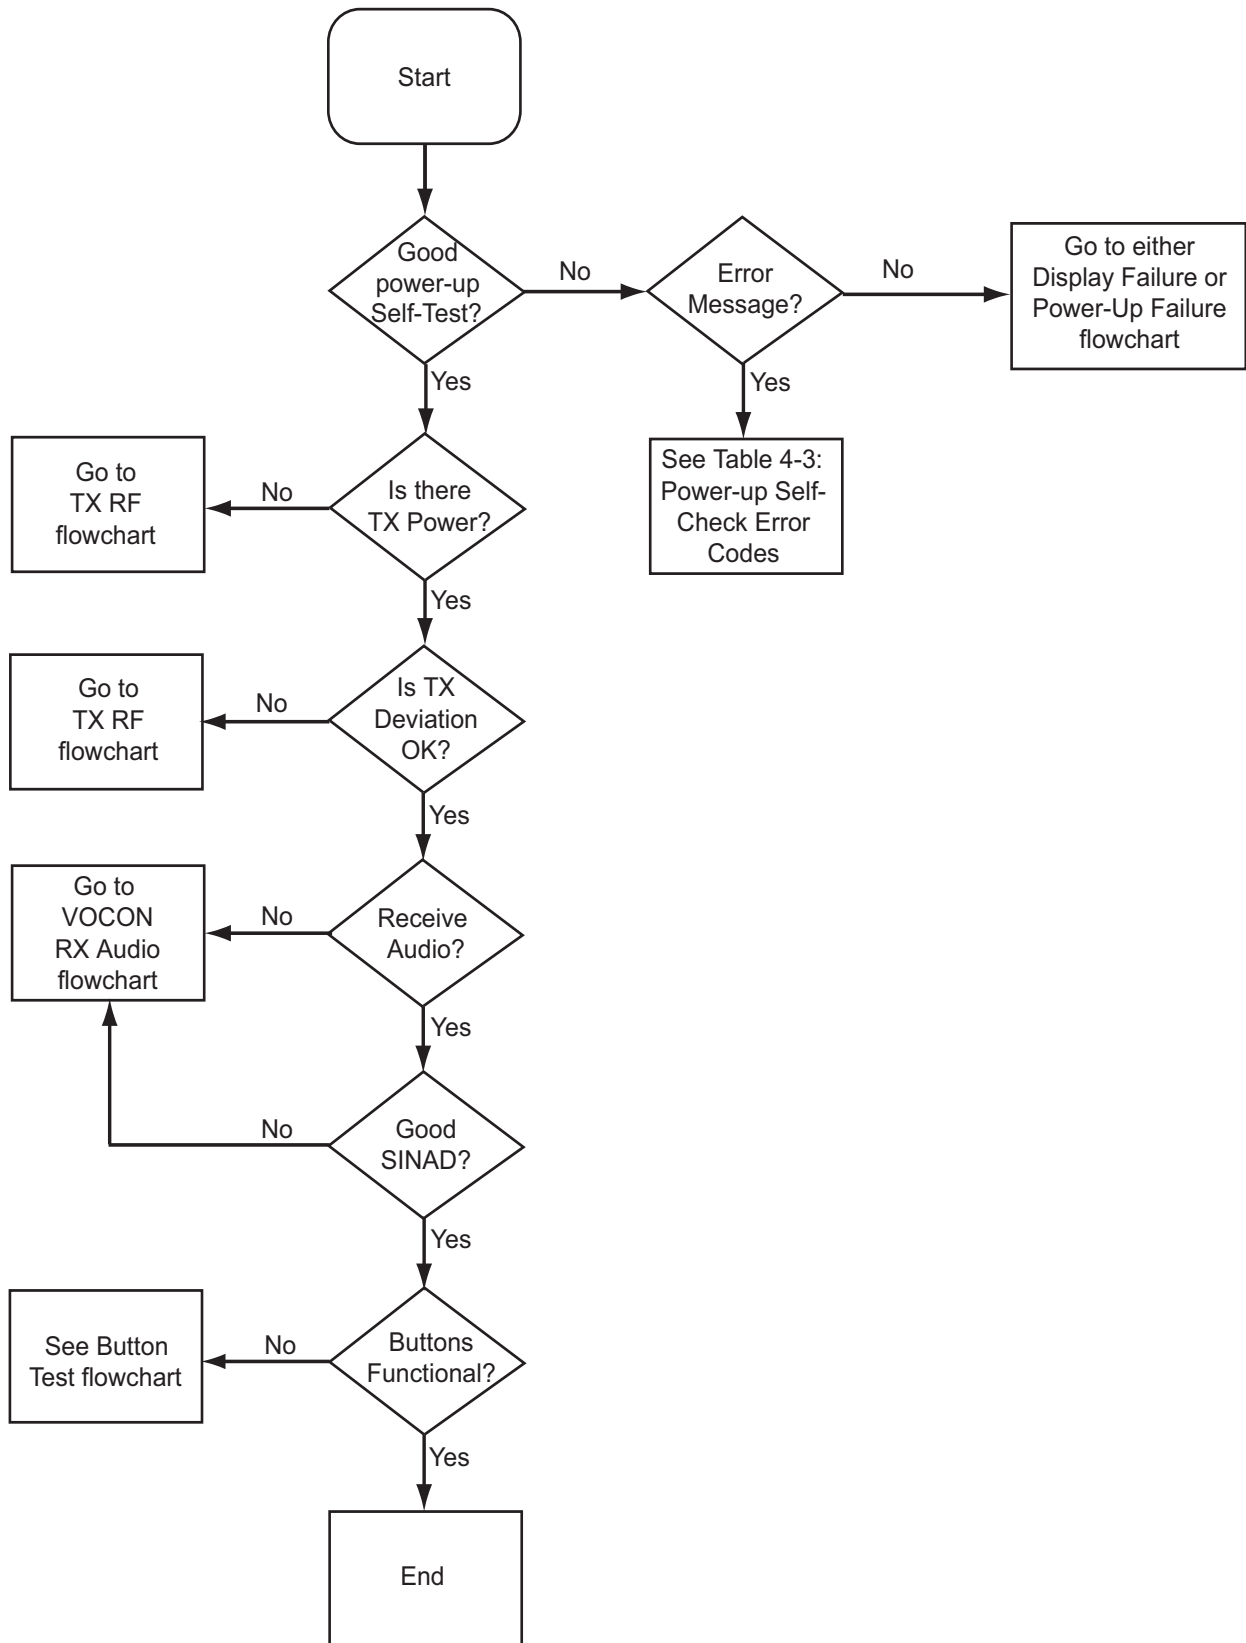 Start
Good
power-up
Self-Test?
No
Error
Message?
No
Go to either
Display Failure or
Power-Up Failure
flowchart
Yes
Yes
See Table 4-3:
Power-up Self-
Check Error
Codes
Go to
TX RF
flowchart
No
Is there
TX Power?
Yes
Go to
TX RF
flowchart
No
Is TX
Deviation
OK?
Yes
Go to
VOCON
RX Audio
flowchart
No
Receive
Audio?
Yes
No
Good
SINAD?
Yes
See Button
Test flowchart
No
Buttons
Functional?
Yes
End